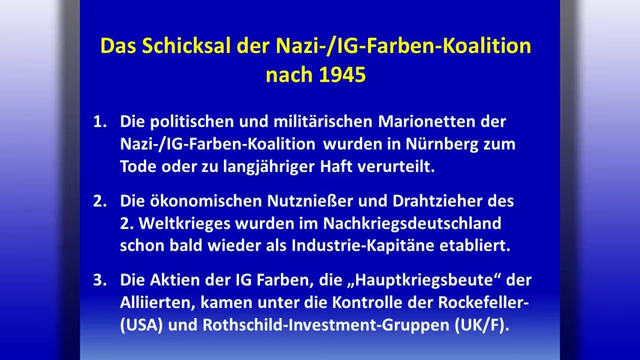 Das Schicksal der Nazi-/IG-Farben-Koalition
nach 1945
1. Die politischen und militärischen Marionetten der
Nazi-/IG-Farben-Koalition wurden in Nürnberg zum
Tode oder zu langjähriger Haft verurteilt.
2. Die ökonomischen Nutznießer und Drahtzieher des
2. Weltkrieges wurden im Nachkriegsdeutschland
schon bald wieder als Industrie-Kapitäne etabliert.
3. Die Aktien der IG Farben, die „Hauptkriegsbeute“ der
Alliierten, kamen unter die Kontrolle der Rockefeller-
(USA) und Rothschild-Investment-Gruppen (UK/F).